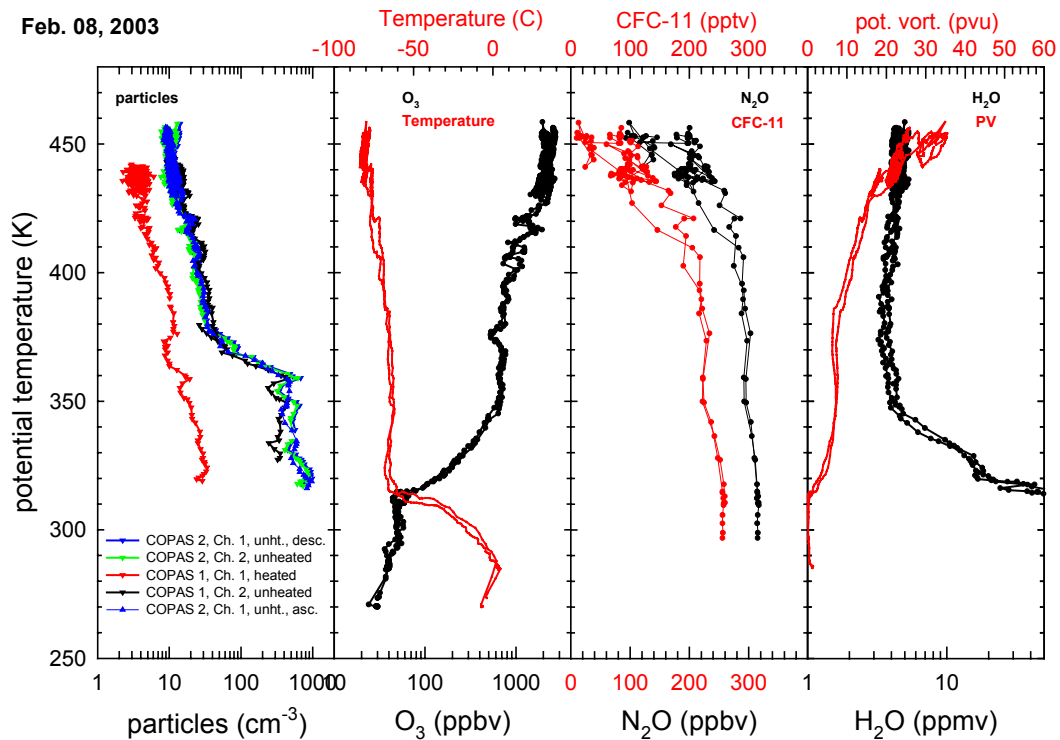 Feb. 08, 2003
Temperature (C)
CFC-11 (pptv)
pot. vort. (pvu)
-100 -50 0
0 100 200 300
0 10 20 30 40 50 60
particles
O3
Temperature
N2O
CFC-11
H2O
PV
potential temperature (K)
450
400
350
300
250
COPAS 2, Ch. 1, unht., desc.
COPAS 2, Ch. 2, unheated
COPAS 1, Ch. 1, heated
COPAS 1, Ch. 2, unheated
COPAS 2, Ch. 1, unht., asc.
1 10 100 1000
10 100 1000
0 100 200 300
1 10
particles (cm-3)
O3 (ppbv)
N2O (ppbv)
H2O (ppmv)